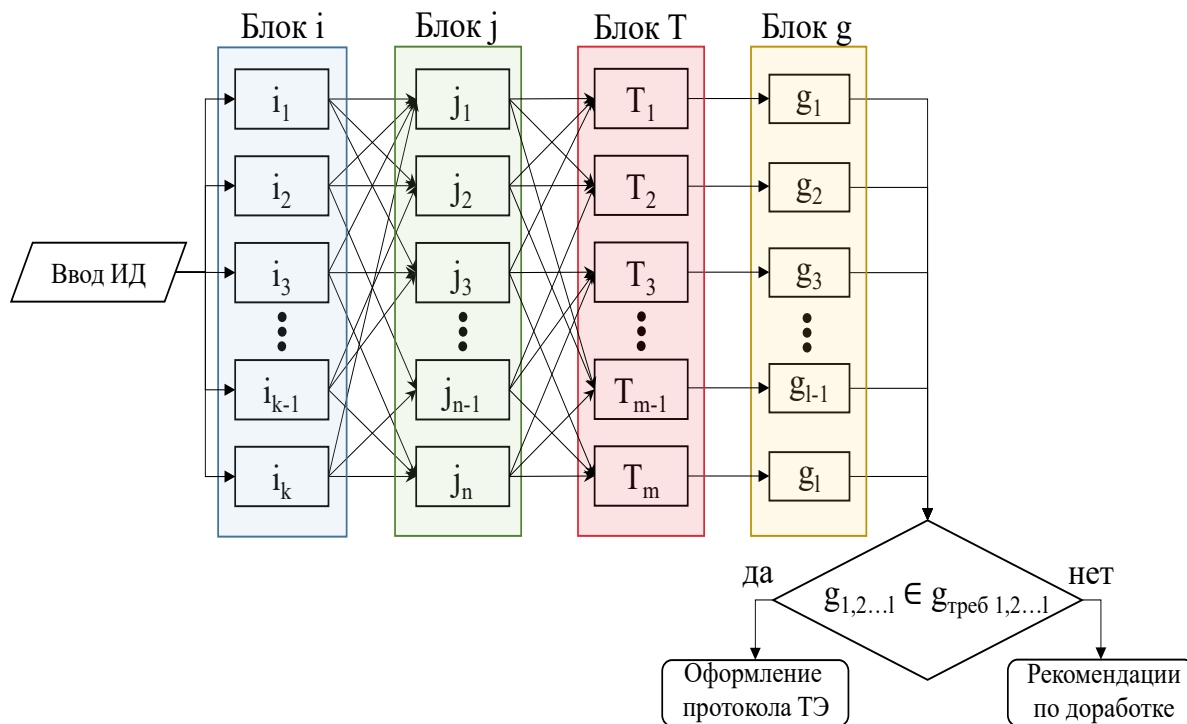 Блок i
Блок j
Блок T
Блок g
i1
j1
T1
g1
i2
j2
T2
g2
Ввод ИД
i3
j3
T3
g3
ik-1
jn-1
Tm-1
gl-1
ik
jn
Tm
gl
да
g1,2…l ∈ gтреб 1,2…l
нет
Оформление
протокола ТЭ
Рекомендации
по доработке